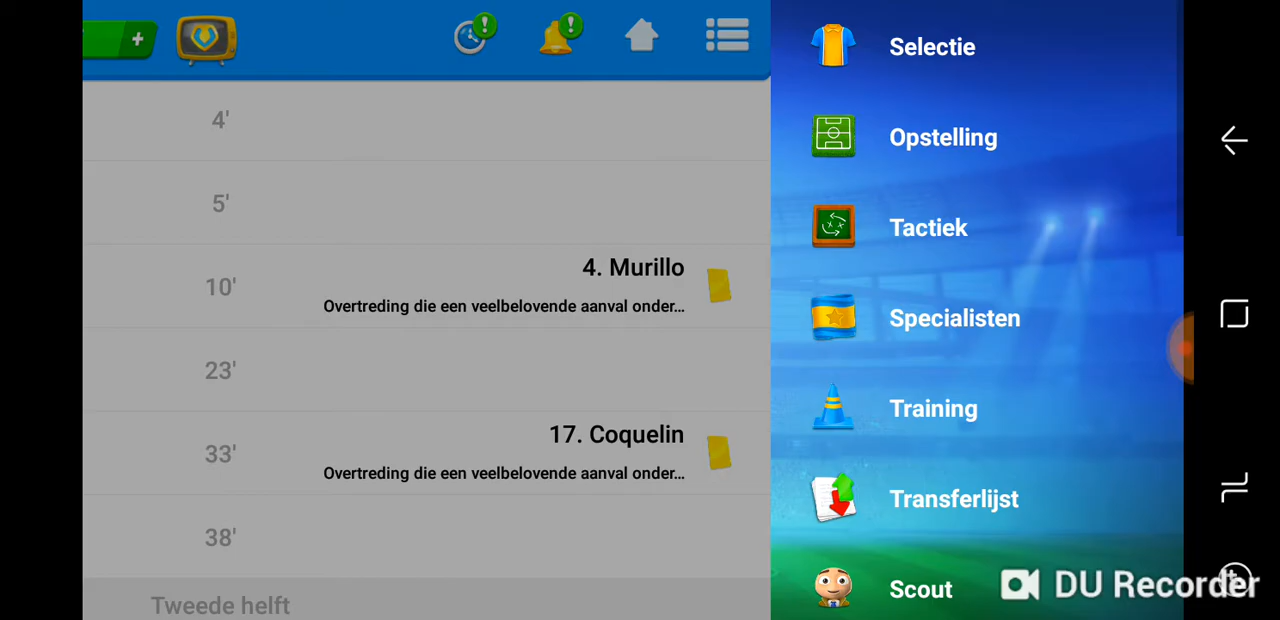 +
4'
5'
4. Murillo
10'
Overtreding die een veelbelovende aanval onder...
23'
17. Coquelin
33'
Overtreding die een veelbelovende aanval onder...
38'
Tweede helft
Selectie
Opstelling
Tactiek
Specialisten
Training
Transferlijst
Scout
DU Recorder